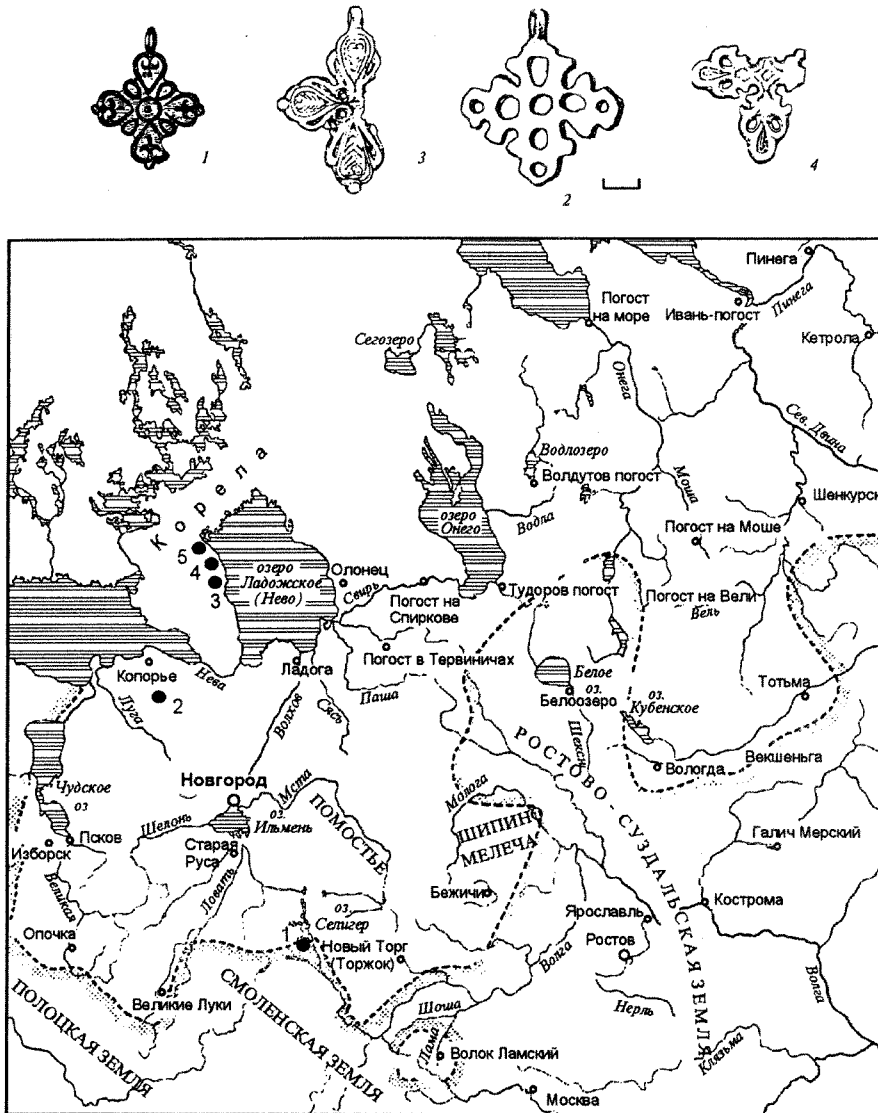 1
3
2
4
Пинега
Погост
на море
Ивань-погост
Пинега
Кетрола
Сегозеро
Онега
Сев. Двина
Корела
Водлозеро
Волдутов погост
Моша
Шенкурск
озеро
Онего
Водла
Погост на Моше
5
4
3
озеро
Ладожское
(Нево)
Олонец
Свирь
Погост на
Спиркове
Тудоров погост
Погост на Вели
Вель
Копорье
Нева
Ладога
Погост в Тервиничах
Белое
оз.
Белоозеро
оз.
Кубенское
Тотьма
2
Луга
Волхов
Сясь
Паша
Шексн
Вологда
Векшеньга
РОСТОВО
СУЗДАЛЬСКАЯ ЗЕМЛЯ
Новгород
Мста
Молога
Чудское
оз
Шелонь
оз.
Ильмень
ПОМОСТЬЕ
ШИПИНО
МЕЛЕЧА
Галич Мерский
Псков
Изборск
Старая
Руса
Великая
Ловать
Бежичи
Кострома
оз.
Селигер
Ярославль
Ростов
Опочка
1
Новый Торг
(Торжок)
Волга
Волга
Великие Луки
СМОЛЕНСКАЯ ЗЕМЛЯ
ПОЛОЦКАЯ ЗЕМЛЯ
Шоша
Нерль
Лама
Волок Ламский
Клязьма
Москва